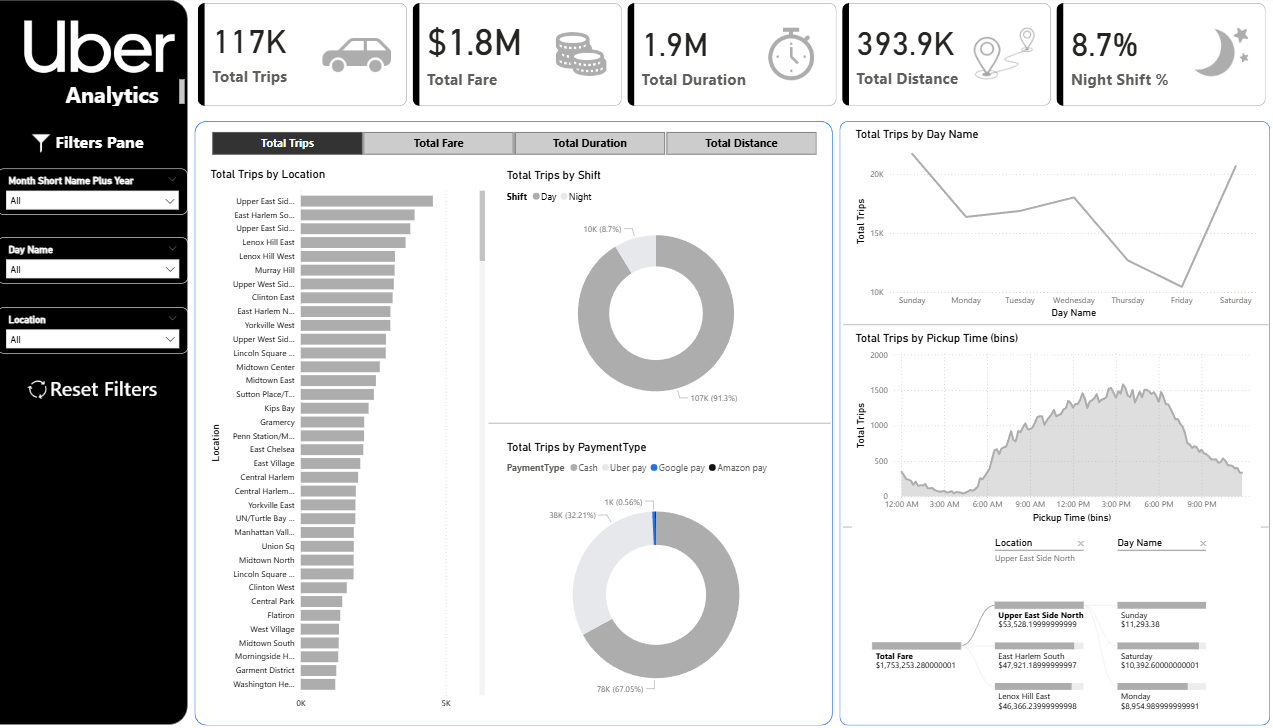 Uber
Analytics
Filters Pane
Month Short Name Plus Year
All
Day Name
All
Location
All
Reset Filters
117K
Total Trips
$1.8M
Total Fare
1.9M
Total Duration
393.9K
Total Distance
8.7%
Night Shift %
Total Trips
Total Fare
Total Duration
Total Distance
Total Trips by Location
Location
Upper East Sid...
East Harlem So...
Upper East Sid...
Lenox Hill East
Lenox Hill West
Murray Hill
Upper West Sid...
Clinton East
East Harlem N...
Yorkville West
Upper West Sid...
Lincoln Square ...
Midtown Center
Midtown East
Sutton Place/T...
Kips Bay
Gramercy
Penn Station/M...
East Chelsea
East Village
Central Harlem
Central Harlem...
Yorkville East
UN/Turtle Bay ...
Manhattan Vall...
Union Sq
Midtown North
Lincoln Square ...
Clinton West
Central Park
Flatiron
West Village
Midtown South
Morningside H...
Garment District
Washington He...
0K 5K
Total Trips by Shift
Shift Day Night
10K (8.7%)
107K (91.3%)
Total Trips by PaymentType
PaymentType Cash Uber pay Google pay Amazon pay
1K (0.56%)
38K (32.21%)
78K (67.05%)
Total Trips by Day Name
Total Trips
20K
15K
10K
Sunday Monday Tuesday Wednesday Thursday Friday Saturday
Day Name
Total Trips by Pickup Time (bins)
Total Trips
2000
1500
1000
500
0
12:00 AM 3:00 AM 6:00 AM 9:00 AM 12:00 PM 3:00 PM 6:00 PM 9:00 PM
Pickup Time (bins)
Location
Upper East Side North
Day Name
Total Fare
$1,753,253.280000001
Upper East Side North
$53,528.19999999999
East Harlem South
$47,921.18999999997
Lenox Hill East
$46,366.23999999998
Sunday
$11,293.38
Saturday
$10,392.60000000001
Monday
$8,954.989999999991